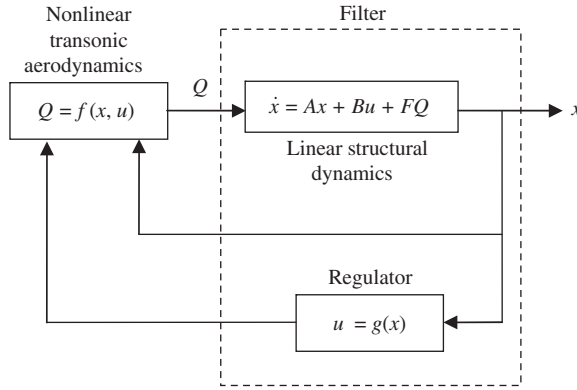 Nonlinear
transonic
aerodynamics
Filter
Q = f (x, u)
Q
ẋ = Ax + Bu + FQ
x
Linear structural
dynamics
Regulator
u = g(x)